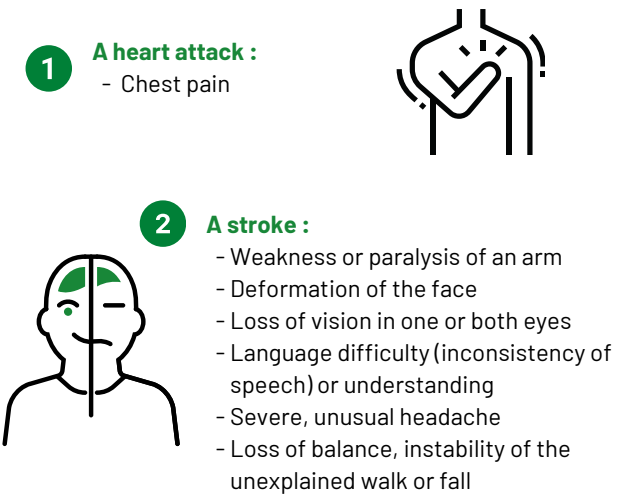 1
A heart attack :
- Chest pain
2
A stroke :
- Weakness or paralysis of an arm
- Deformation of the face
- Loss of vision in one or both eyes
- Language difficulty (inconsistency of
speech) or understanding
- Severe, unusual headache
- Loss of balance, instability of the
unexplained walk or fall